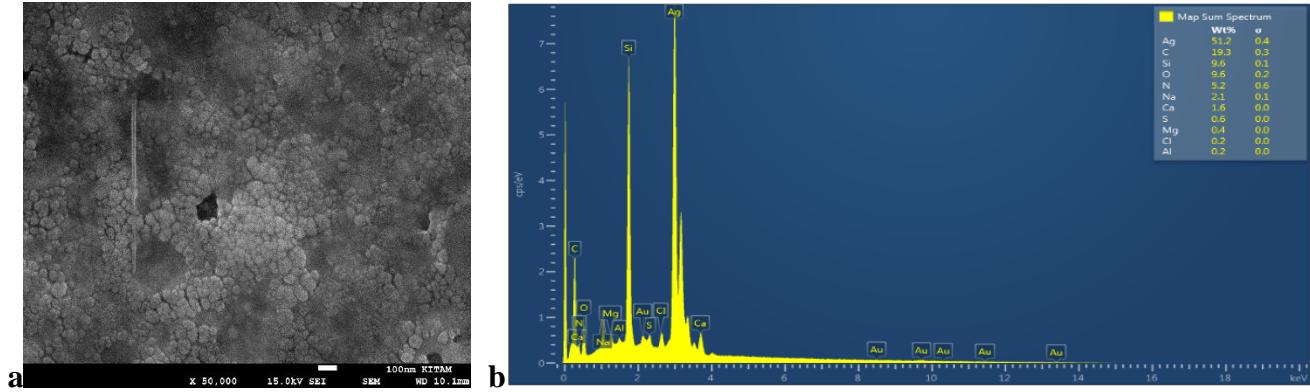 a
X 50,000 15.0kV SEI SEM 100nm KITAM WD 10.1mm
b
Map Sum Spectrum
Wt% σ
Ag 51.2 0.4
C 19.3 0.3
Si 9.6 0.1
O 9.6 0.2
N 5.2 0.6
Na 2.1 0.1
Ca 1.6 0.0
S 0.6 0.0
Mg 0.4 0.0
Cl 0.2 0.0
Al 0.2 0.0
cps/eV
7
6
5
4
3
2
1
0
Ag
Si
C
O
N
Ca
Mg
Na
Al
Au
S
Cl
Ca
Au
Au
Au
Au
Au
0 2 4 6 8 10 12 14 16 18 keV